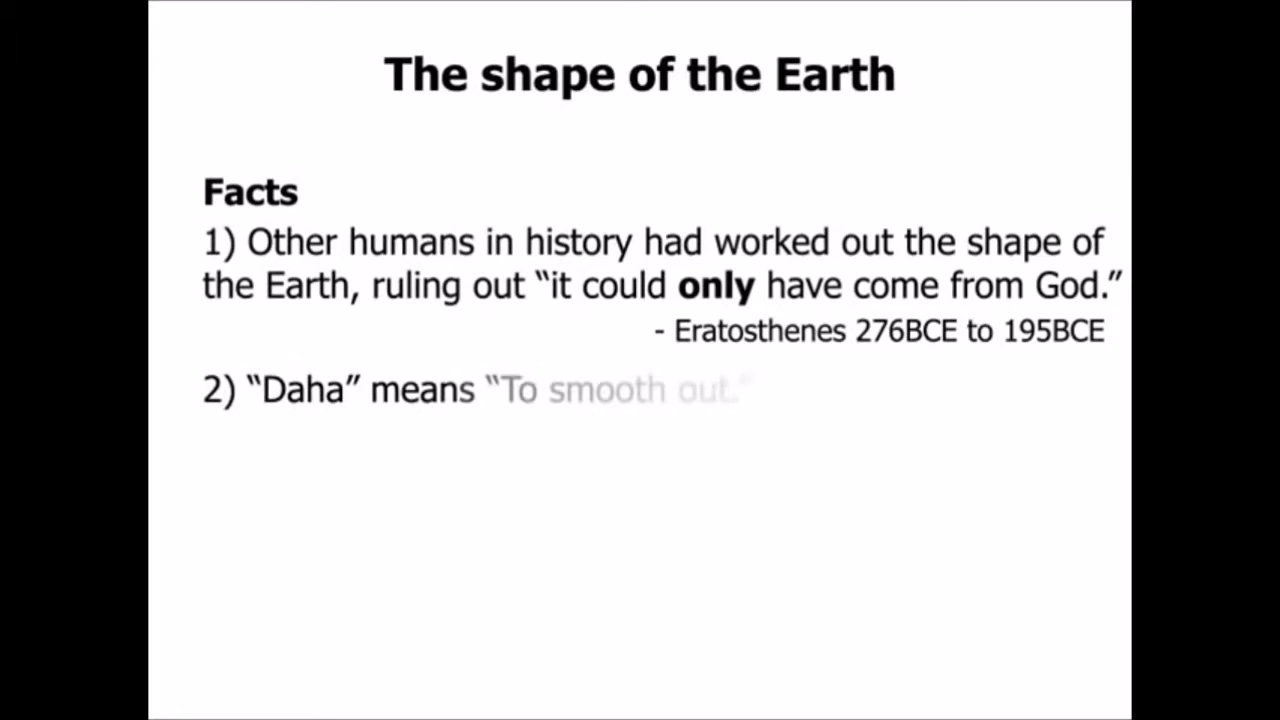 The shape of the Earth
Facts
1) Other humans in history had worked out the shape of
the Earth, ruling out “it could only have come from God.”
- Eratosthenes 276BCE to 195BCE
2) “Daha” means “To smooth out.”